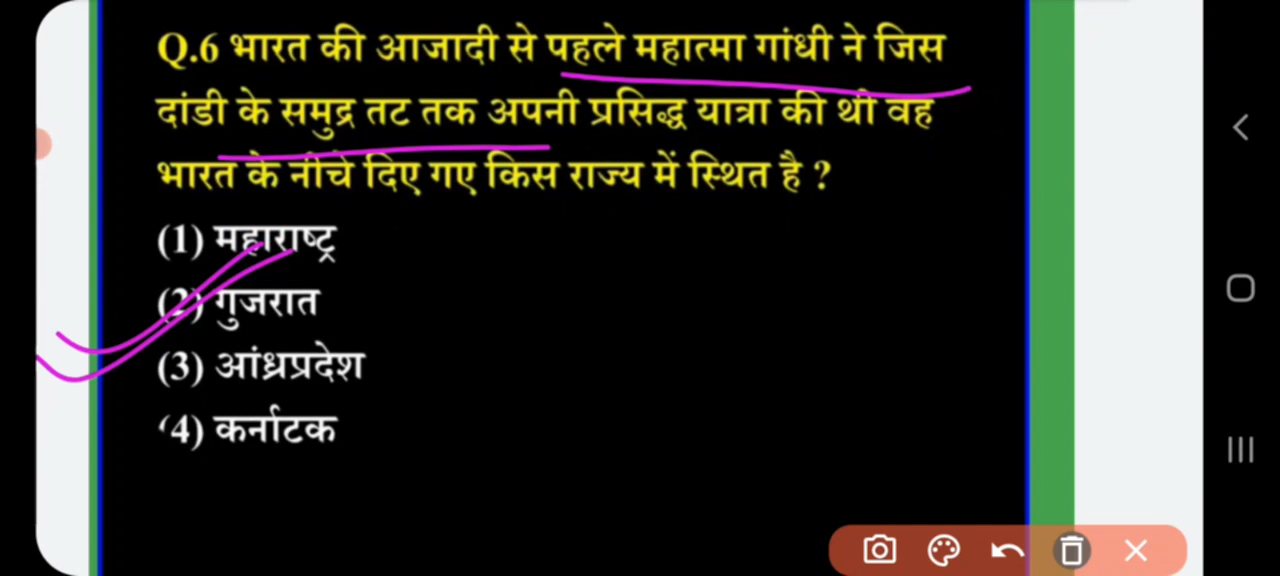 Q.6 भारत की आजादी से पहले महात्मा गांधी ने जिस
दांडी के समुद्र तट तक अपनी प्रसिद्ध यात्रा की थी वह
भारत के नीचे दिए गए किस राज्य में स्थित है ?
(1) महाराष्ट्र
(2) गुजरात
(3) आंध्रप्रदेश
(4) कर्नाटक